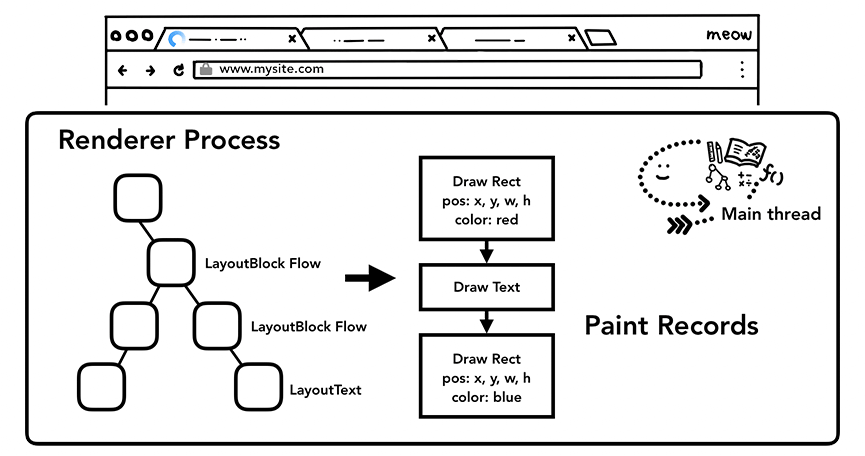 meow
www.mysite.com
Renderer Process
LayoutBlock Flow
LayoutBlock Flow
LayoutText
Draw Rect
pos: x, y, w, h
color: red
Draw Text
Draw Rect
pos: x, y, w, h
color: blue
Paint Records
+-
×÷
f()
Main thread